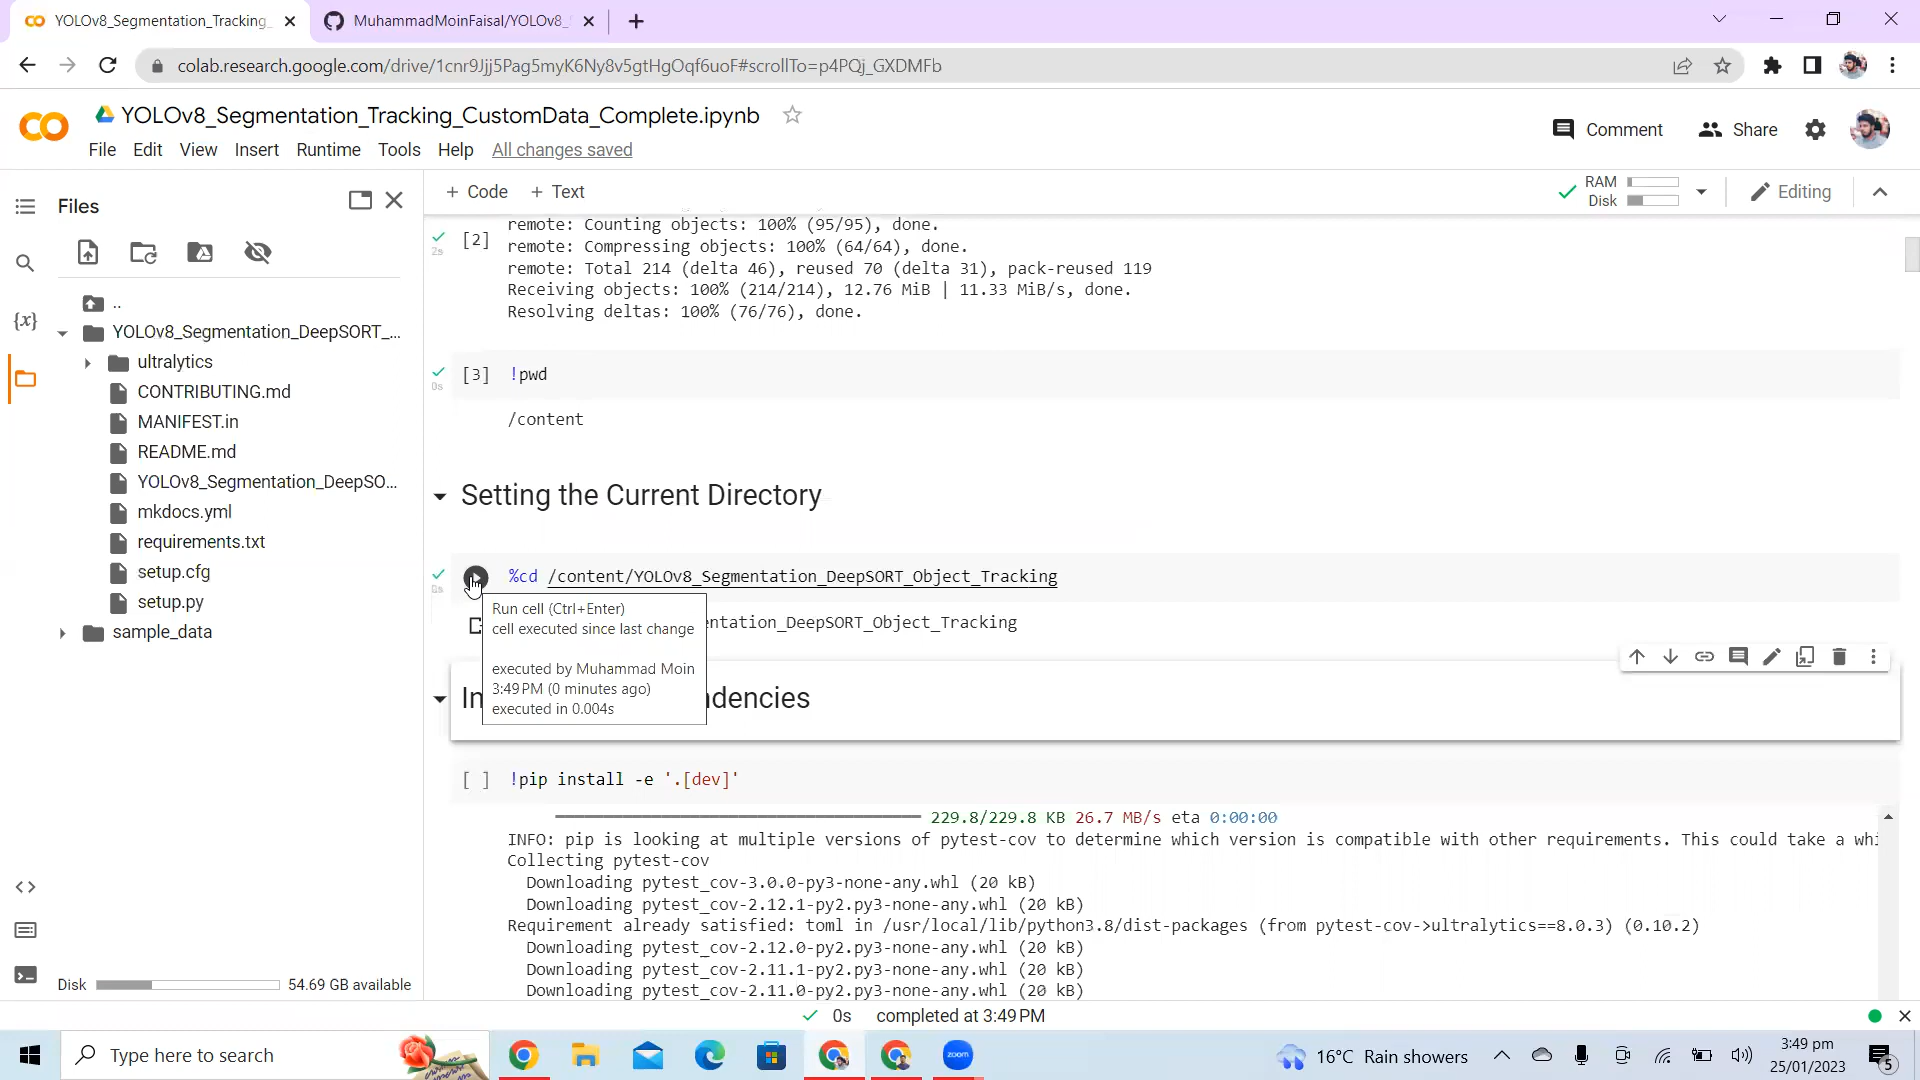 YOLOv8_Segmentation_Tracking_
MuhammadMoinFaisal/YOLOv8_
colab.research.google.com/drive/1cnr9Jjj5Pag5myK6Ny8v5gtHgOqf6uoF#scrollTo=p4PQj_GXDMFb
YOLOv8_Segmentation_Tracking_CustomData_Complete.ipynb
Comment
Share
File Edit View Insert Runtime Tools Help All changes saved
Files
+ Code + Text
RAM
Disk
Editing
..
YOLOv8_Segmentation_DeepSORT_...
ultralytics
CONTRIBUTING.md
MANIFEST.in
README.md
YOLOv8_Segmentation_DeepSO...
mkdocs.yml
requirements.txt
setup.cfg
setup.py
sample_data
Disk 54.69 GB available
remote: Counting objects: 100% (95/95), done.
[2]
2s
remote: Compressing objects: 100% (64/64), done.
remote: Total 214 (delta 46), reused 70 (delta 31), pack-reused 119
Receiving objects: 100% (214/214), 12.76 MiB | 11.33 MiB/s, done.
Resolving deltas: 100% (76/76), done.
[3] !pwd
0s
/content
Setting the Current Directory
%cd /content/YOLOv8_Segmentation_DeepSORT_Object_Tracking
0s
entation_DeepSORT_Object_Tracking
Run cell (Ctrl+Enter)
cell executed since last change
executed by Muhammad Moin
3:49 PM (0 minutes ago)
executed in 0.004s
In
ndencies
[ ] !pip install -e '.[dev]'
229.8/229.8 KB 26.7 MB/s eta 0:00:00
INFO: pip is looking at multiple versions of pytest-cov to determine which version is compatible with other requirements. This could take a whi
Collecting pytest-cov
Downloading pytest_cov-3.0.0-py3-none-any.whl (20 kB)
Downloading pytest_cov-2.12.1-py2.py3-none-any.whl (20 kB)
Requirement already satisfied: toml in /usr/local/lib/python3.8/dist-packages (from pytest-cov->ultralytics==8.0.3) (0.10.2)
Downloading pytest_cov-2.12.0-py2.py3-none-any.whl (20 kB)
Downloading pytest_cov-2.11.1-py2.py3-none-any.whl (20 kB)
Downloading pytest_cov-2.11.0-py2.py3-none-any.whl (20 kB)
0s completed at 3:49 PM
Type here to search
zoom
16°C Rain showers
3:49 pm
25/01/2023
5